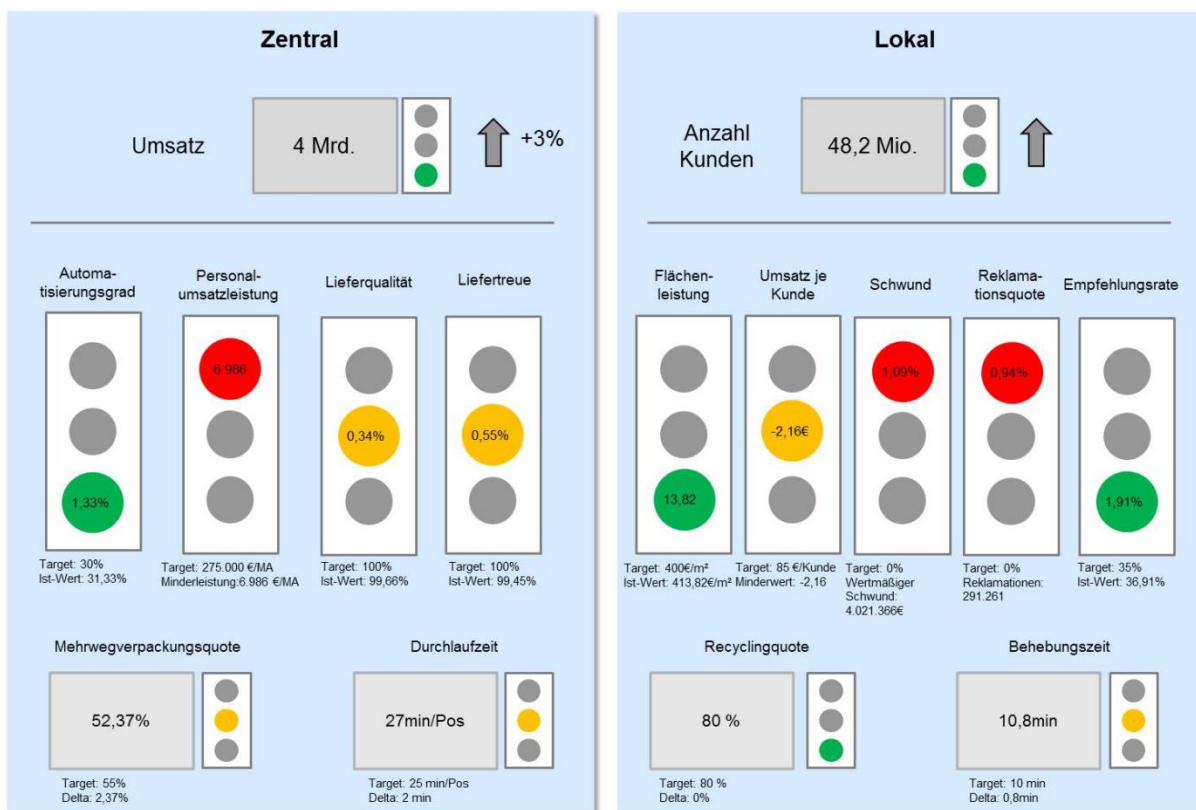 Zentral
Umsatz
4 Mrd.
+3%
Automa-
tisierungsgrad
Personal-
umsatzleistung
Lieferqualität
Liefertreue
6.986
0,34%
0,55%
1,33%
Target: 30%
Ist-Wert: 31,33%
Target: 275.000 €/MA
Minderleistung:6.986 €/MA
Target: 100%
Ist-Wert: 99,66%
Target: 100%
Ist-Wert: 99,45%
Mehrwegverpackungsquote
52,37%
Target: 55%
Delta: 2,37%
Durchlaufzeit
27min/Pos
Target: 25 min/Pos
Delta: 2 min
Lokal
Anzahl
Kunden
48,2 Mio.
Flächen-
leistung
Umsatz je
Kunde
Schwund
Reklama-
tionsquote
Empfehlungsrate
1,09%
0,94%
-2,16€
13,82
1,91%
Target: 400€/m²
Ist-Wert: 413,82€/m²
Target: 85 €/Kunde
Minderwert: -2,16
Target: 0%
Wertmäßiger
Schwund:
4.021.366€
Target: 0%
Reklamationen:
291.261
Target: 35%
Ist-Wert: 36,91%
Recyclingquote
80 %
Target: 80 %
Delta: 0%
Behebungszeit
10,8min
Target: 10 min
Delta: 0,8min